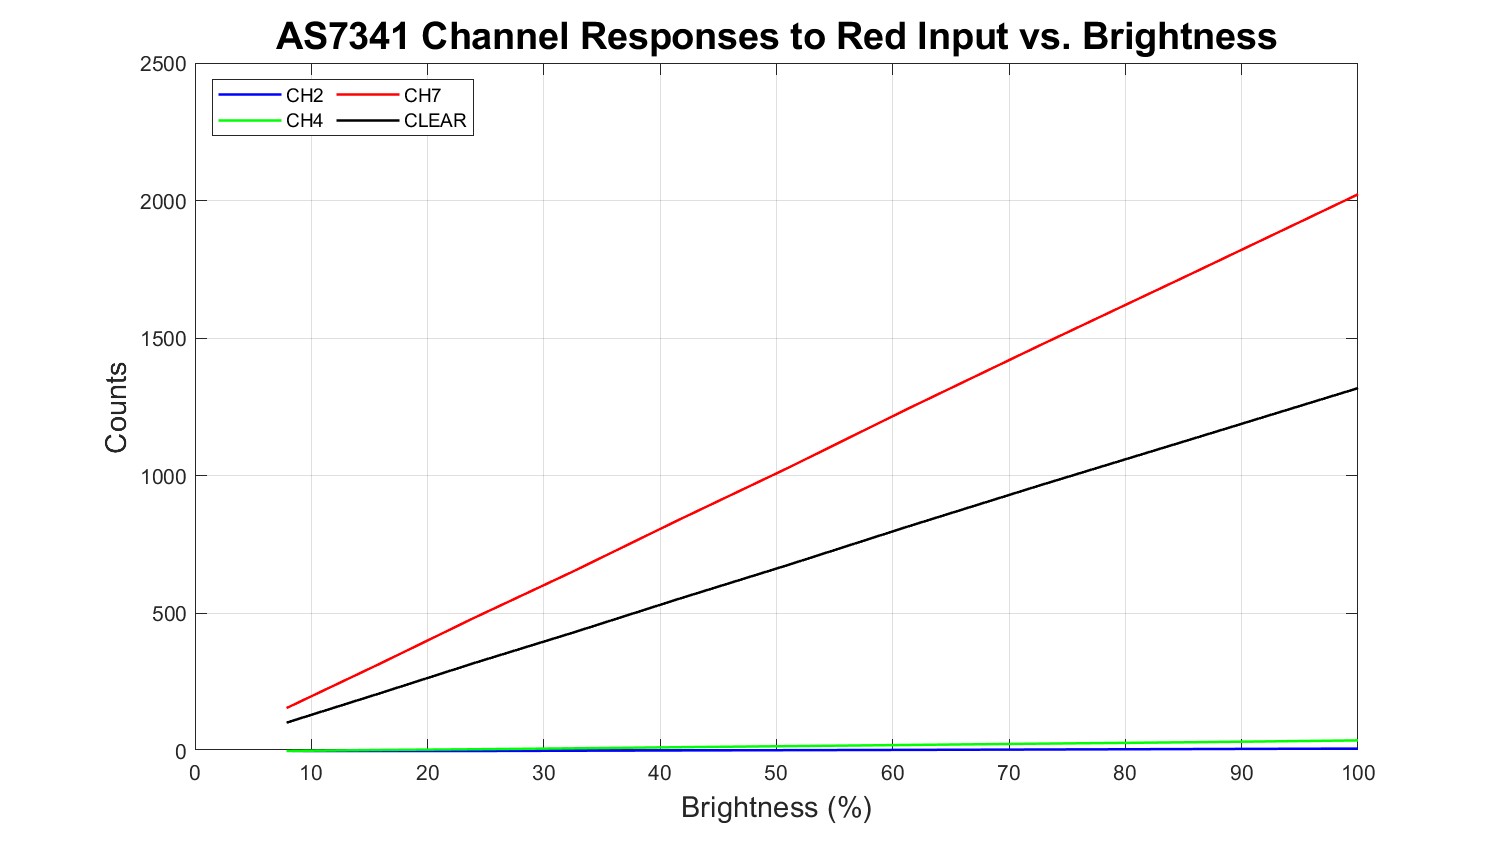 AS7341 Channel Responses to Red Input vs. Brightness
2500
CH2 CH7
CH4 CLEAR
2000
1500
1000
500
0
Counts
0 10 20 30 40 50 60 70 80 90 100
Brightness (%)